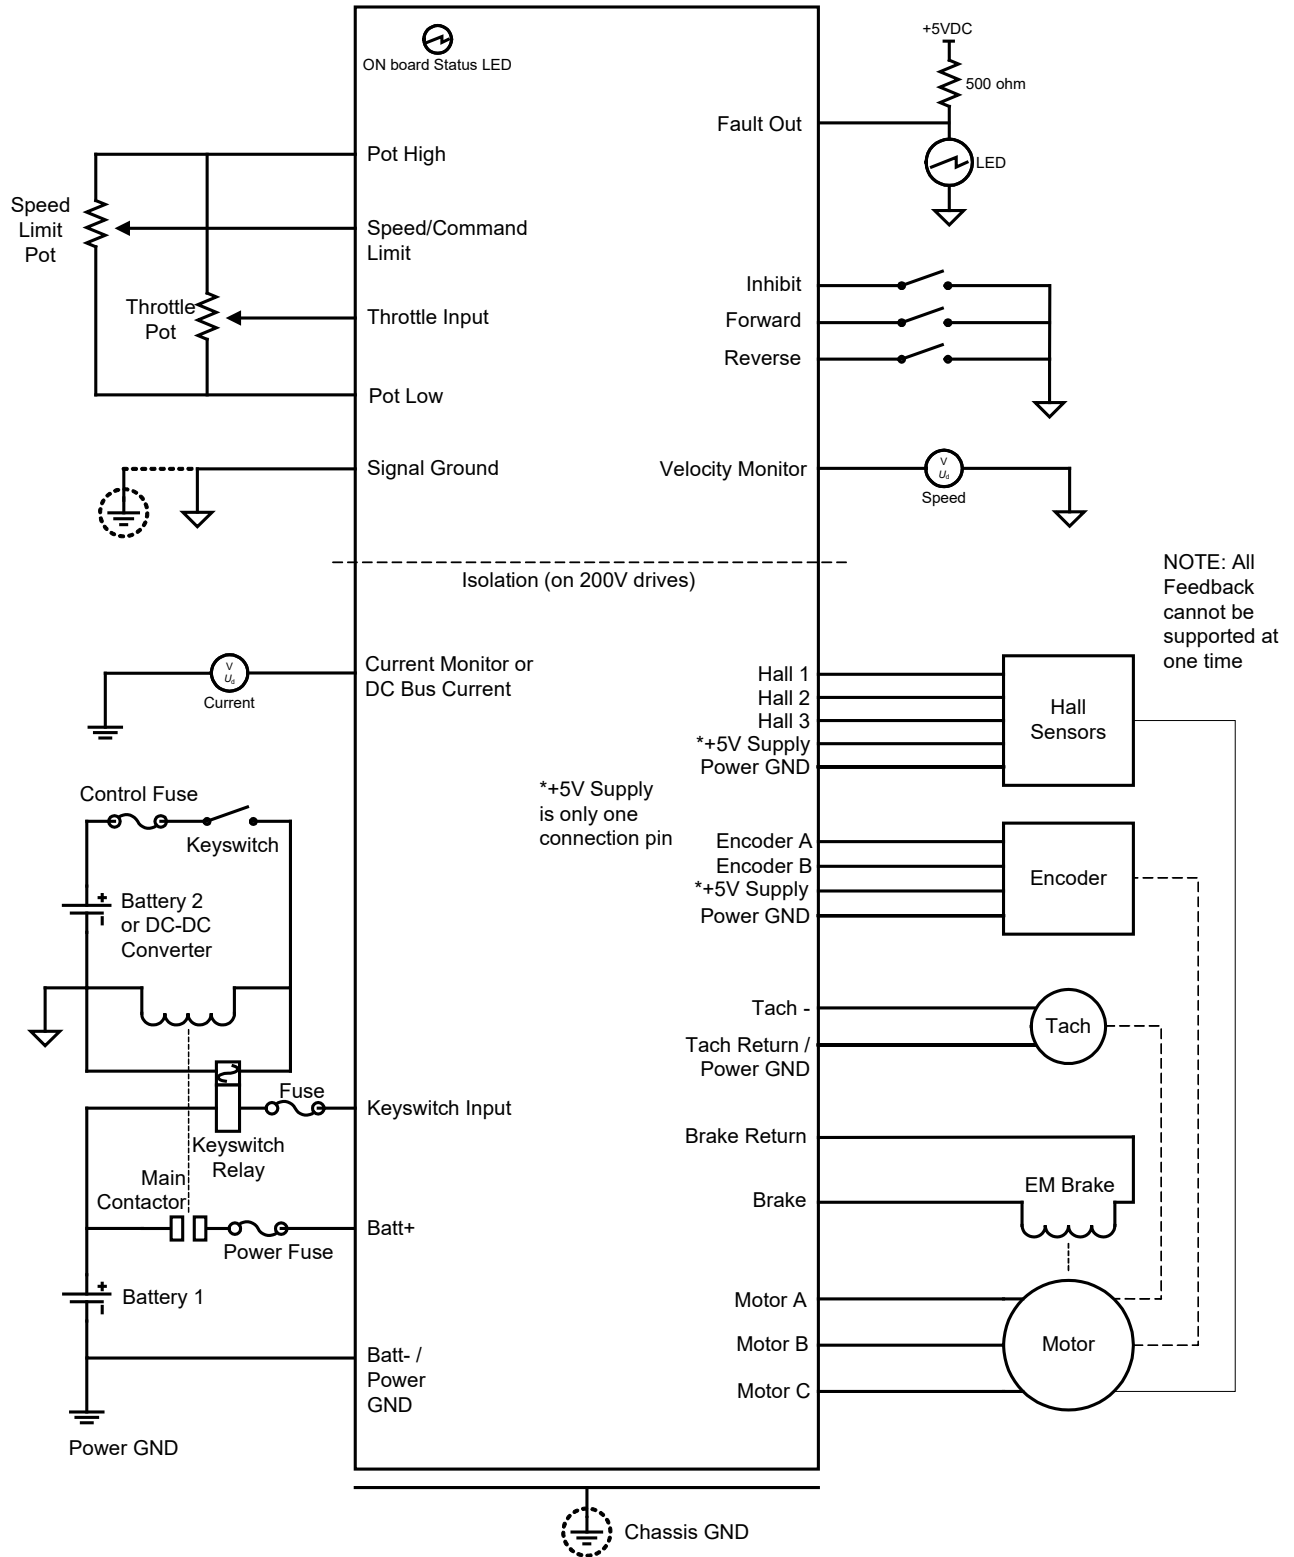 ON board Status LED
+5VDC
500 ohm
Fault Out
LED
Pot High
Speed
Limit
Pot
Speed/Command
Limit
Throttle
Pot
Throttle Input
Pot Low
Inhibit
Forward
Reverse
Signal Ground
Velocity Monitor
V
Ud
Speed
Isolation (on 200V drives)
NOTE: All
Feedback
cannot be
supported at
one time
V
Ud
Current
Current Monitor or
DC Bus Current
Hall 1
Hall 2
Hall 3
*+5V Supply
Power GND
Hall
Sensors
*+5V Supply
is only one
connection pin
Control Fuse
Keyswitch
Battery 2
or DC-DC
Converter
Encoder A
Encoder B
*+5V Supply
Power GND
Encoder
Tach -
Tach Return /
Power GND
Tach
Fuse
Keyswitch Input
Keyswitch
Relay
Main
Contactor
Power Fuse
Batt+
Brake Return
Brake
EM Brake
Battery 1
Motor A
Motor B
Motor C
Motor
Batt- /
Power
GND
Power GND
Chassis GND